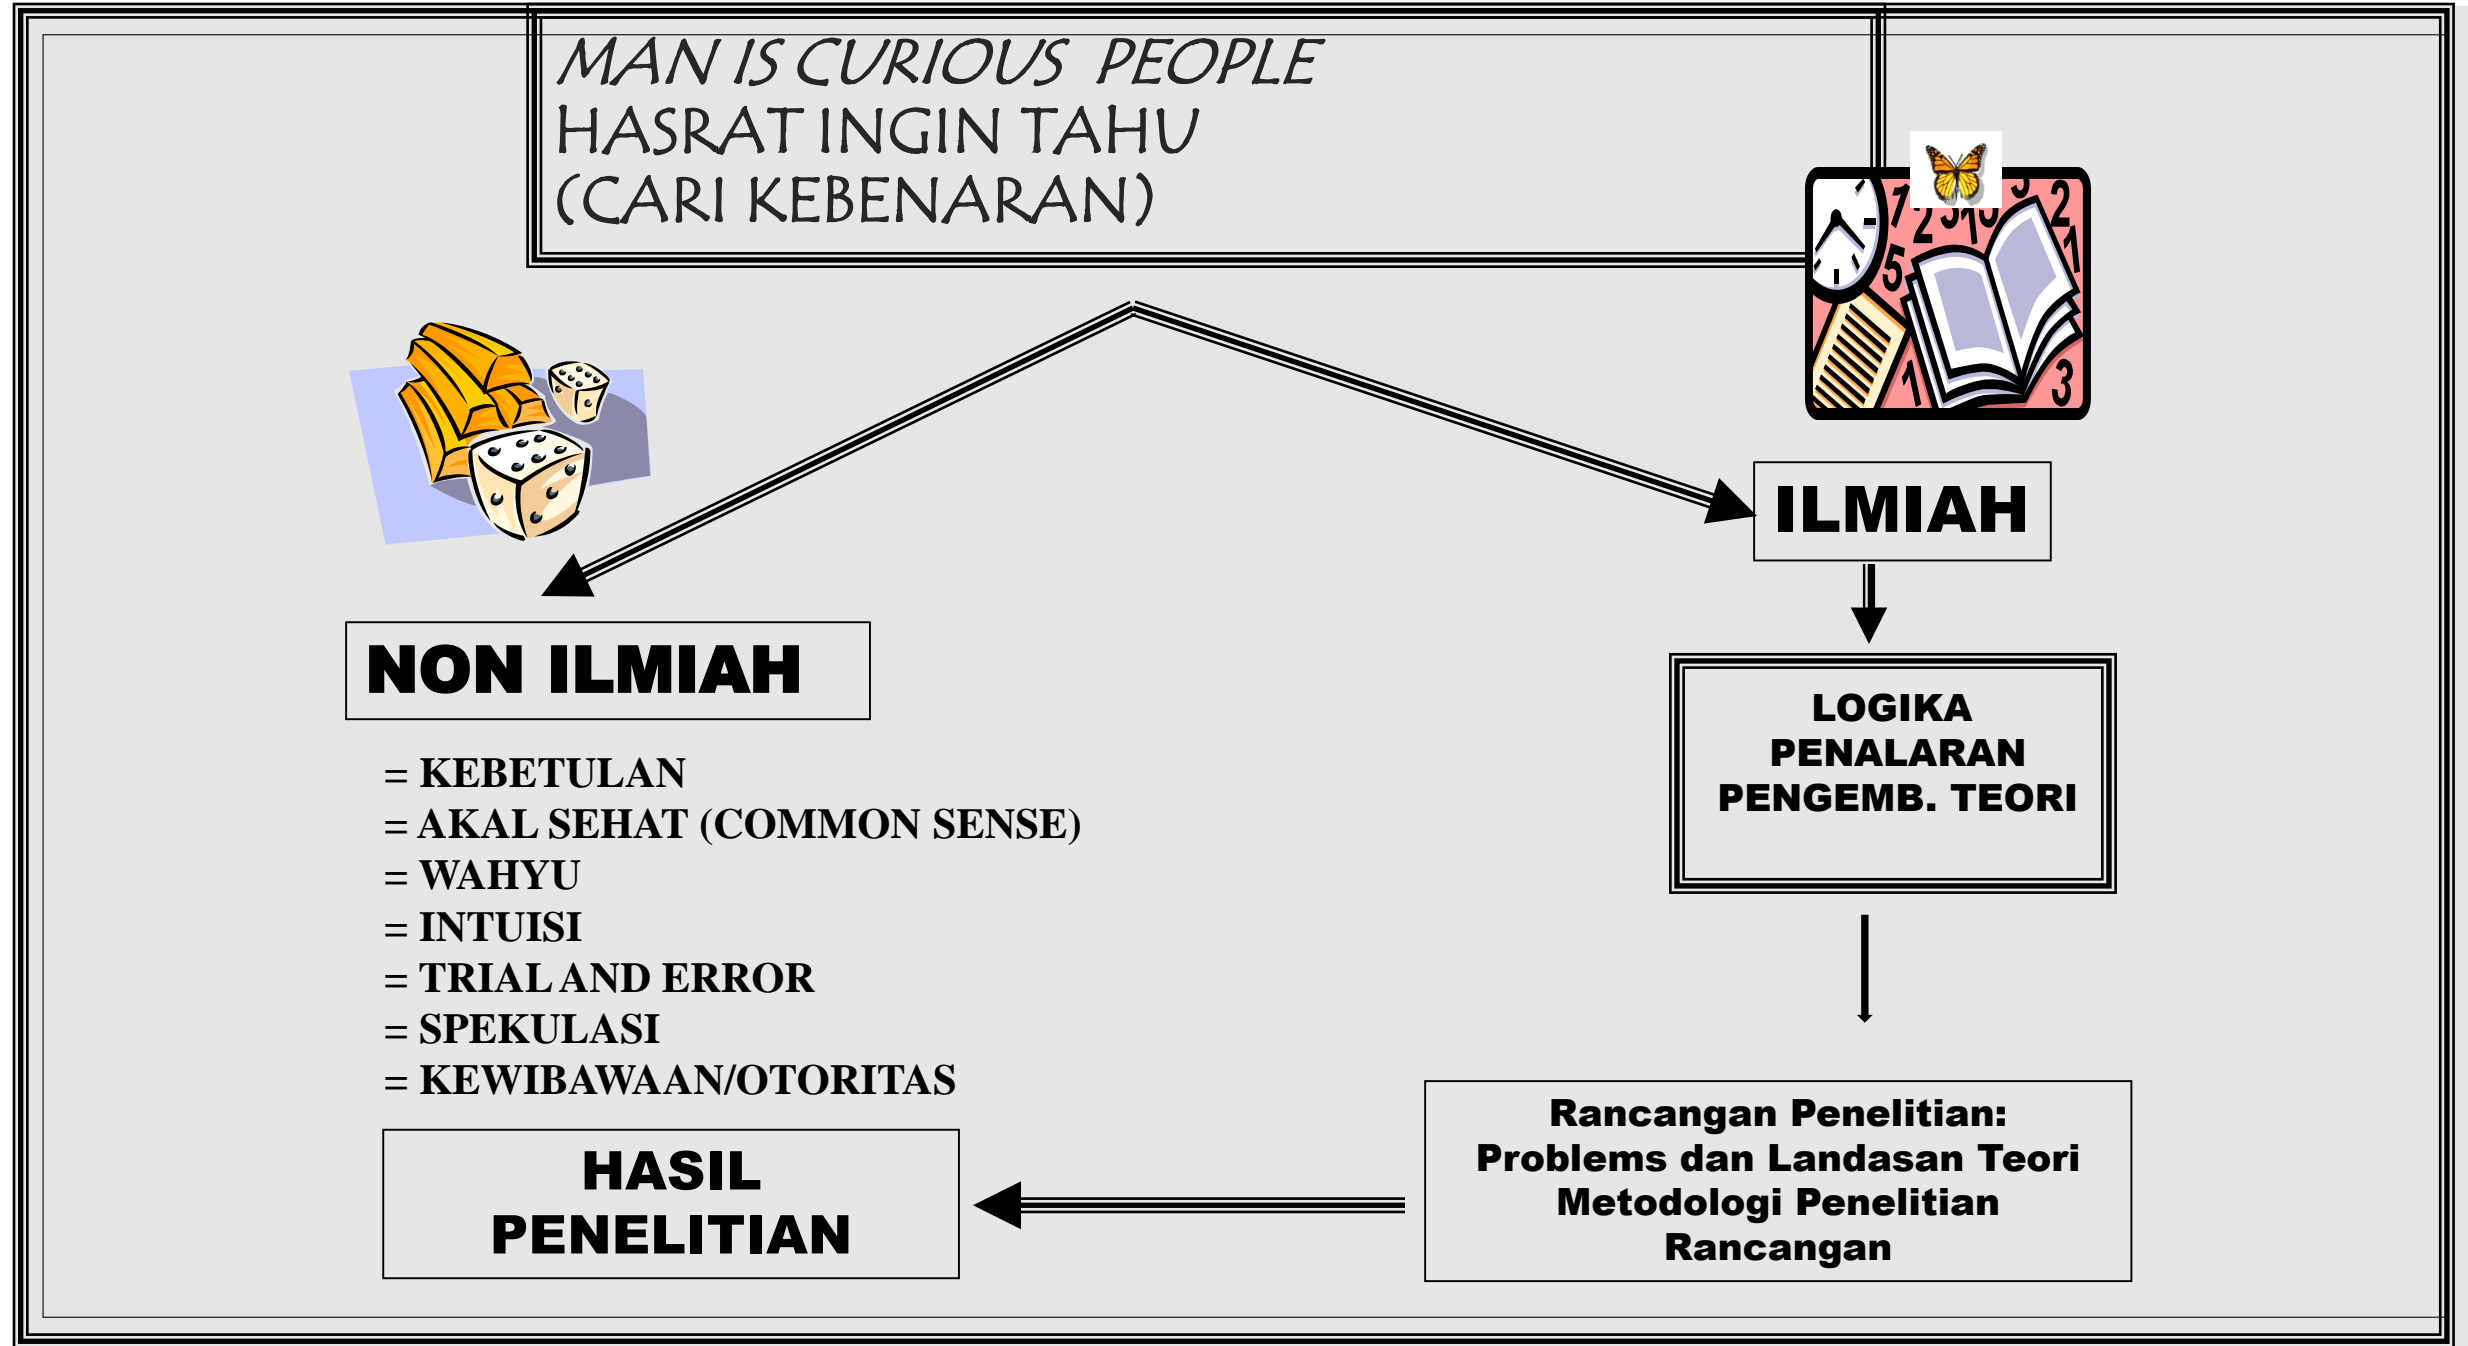 MAN IS CURIOUS PEOPLE
HASRAT INGIN TAHU
(CARI KEBENARAN)
ILMIAH
NON ILMIAH
= KEBETULAN
= AKAL SEHAT (COMMON SENSE)
= WAHYU
= INTUISI
= TRIAL AND ERROR
= SPEKULASI
= KEWIBAWAAN/OTORITAS
LOGIKA
PENALARAN
PENGEMB. TEORI
Rancangan Penelitian:
Problems dan Landasan Teori
Metodologi Penelitian
Rancangan
HASIL
PENELITIAN